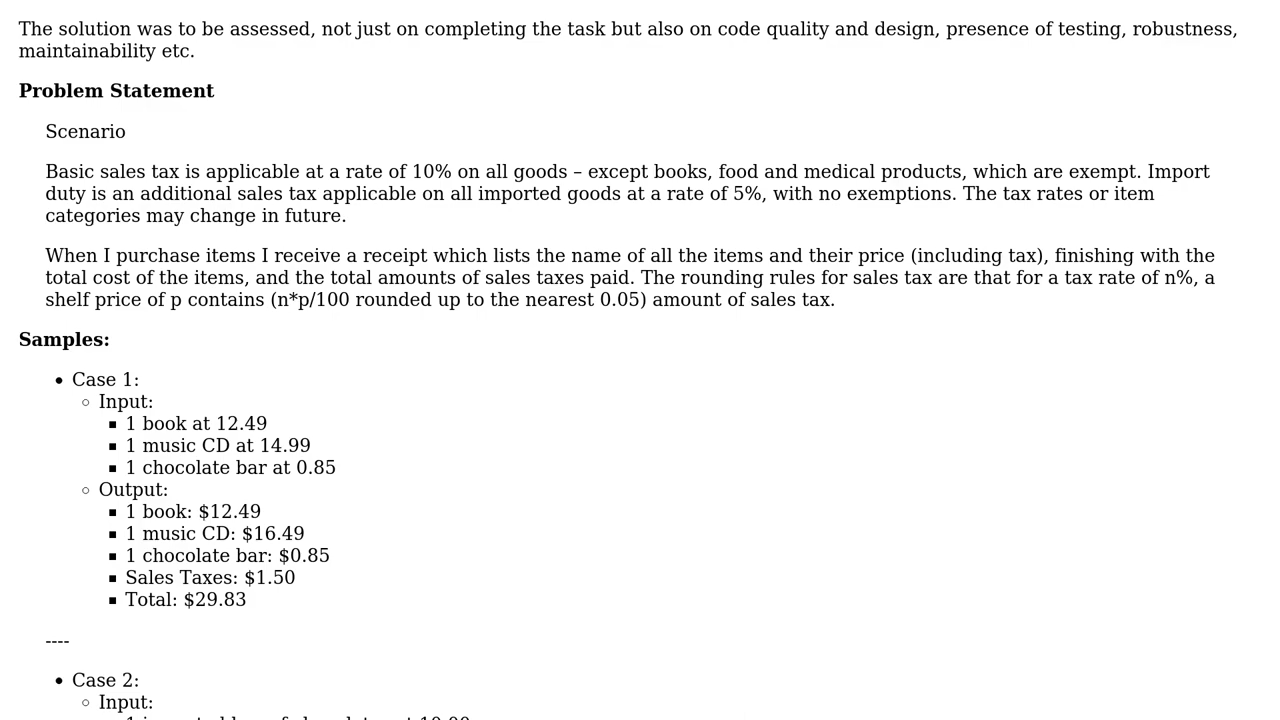 The solution was to be assessed, not just on completing the task but also on code quality and design, presence of testing, robustness,
maintainability etc.
Problem Statement
Scenario
Basic sales tax is applicable at a rate of 10% on all goods – except books, food and medical products, which are exempt. Import
duty is an additional sales tax applicable on all imported goods at a rate of 5%, with no exemptions. The tax rates or item
categories may change in future.
When I purchase items I receive a receipt which lists the name of all the items and their price (including tax), finishing with the
total cost of the items, and the total amounts of sales taxes paid. The rounding rules for sales tax are that for a tax rate of n%, a
shelf price of p contains (n*p/100 rounded up to the nearest 0.05) amount of sales tax.
Samples:
Case 1:
Input:
1 book at 12.49
1 music CD at 14.99
1 chocolate bar at 0.85
Output:
1 book: $12.49
1 music CD: $16.49
1 chocolate bar: $0.85
Sales Taxes: $1.50
Total: $29.83
----
Case 2:
Input: